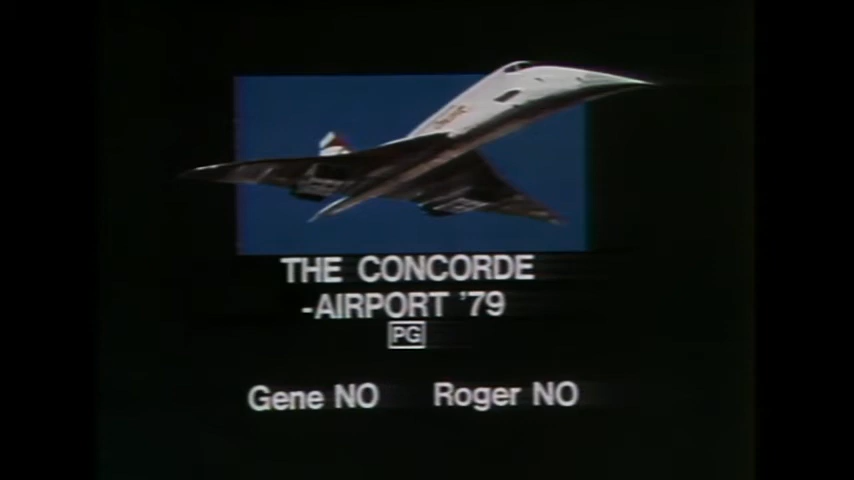 THE CONCORDE
-AIRPORT '79
PG
Gene NO Roger NO